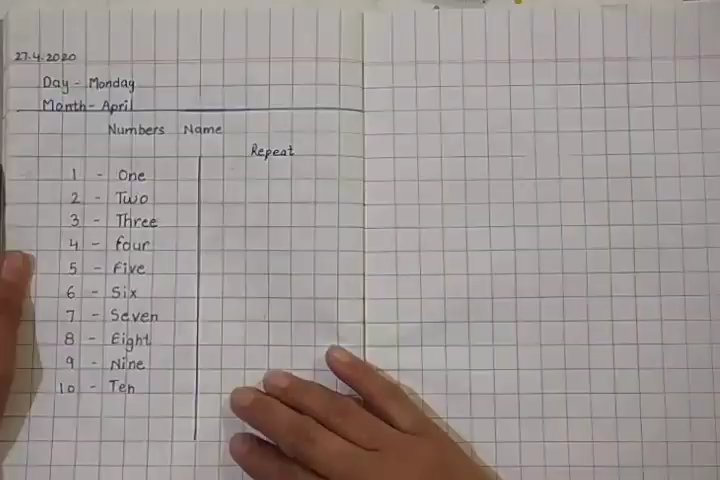 27.4.2020
Day - Monday
Month - April
Numbers Name
Repeat
1 - One
2 - Two
3 - Three
4 - four
5 - Five
6 - Six
7 - Seven
8 - Eight
9 - Nine
10 - Ten